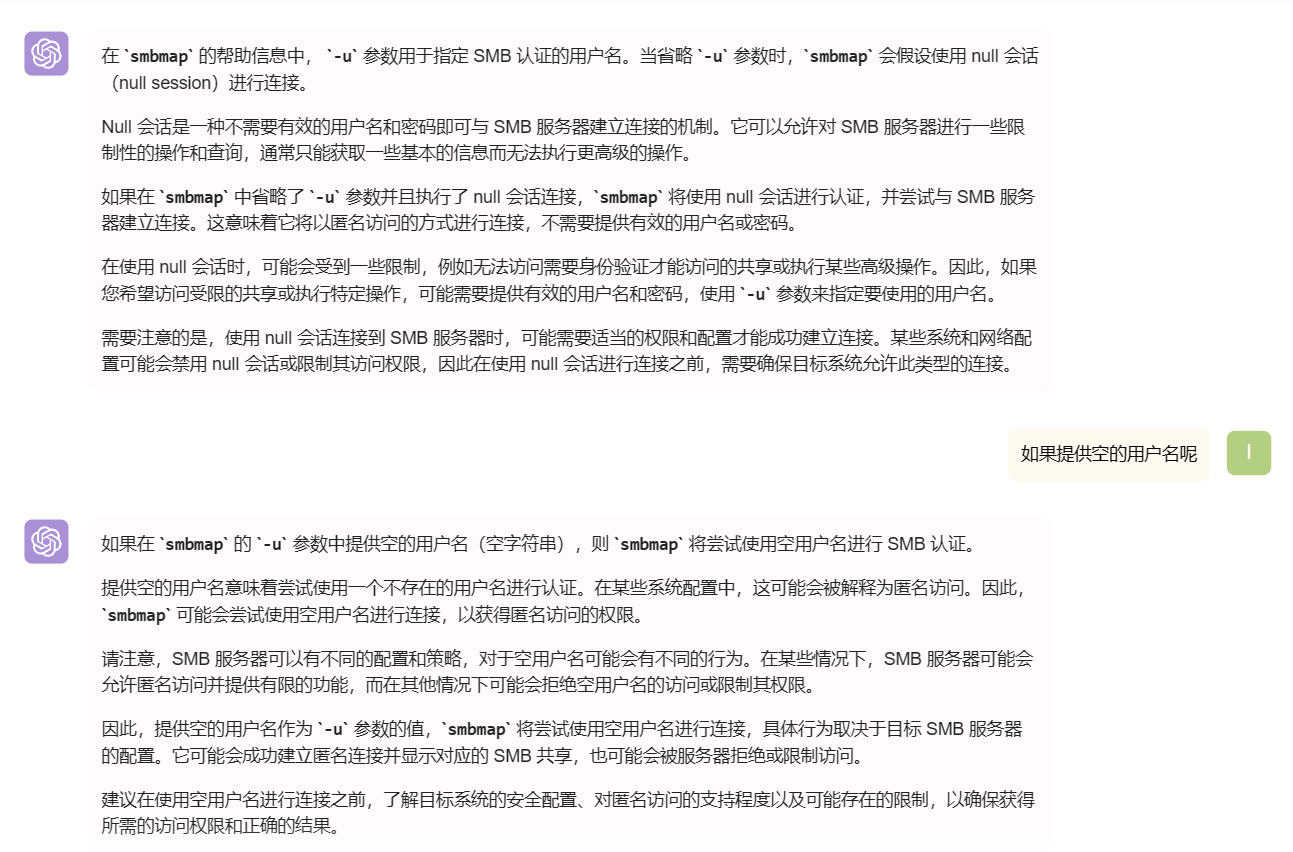 在 `smbmap` 的帮助信息中， `-u` 参数用于指定 SMB 认证的用户名。当省略 `-u` 参数时，`smbmap` 会假设使用 null 会话
（null session）进行连接。
Null 会话是一种不需要有效的用户名和密码即可与 SMB 服务器建立连接的机制。它可以允许对 SMB 服务器进行一些限
制性的操作和查询，通常只能获取一些基本的信息而无法执行更高级的操作。
如果在 `smbmap` 中省略了 `-u` 参数并且执行了 null 会话连接，`smbmap` 将使用 null 会话进行认证，并尝试与 SMB 服务
器建立连接。这意味着它将以匿名访问的方式进行连接，不需要提供有效的用户名或密码。
在使用 null 会话时，可能会受到一些限制，例如无法访问需要身份验证才能访问的共享或执行某些高级操作。因此，如果
您希望访问受限的共享或执行特定操作，可能需要提供有效的用户名和密码，使用 `-u` 参数来指定要使用的用户名。
需要注意的是，使用 null 会话连接到 SMB 服务器时，可能需要适当的权限和配置才能成功建立连接。某些系统和网络配
置可能会禁用 null 会话或限制其访问权限，因此在使用 null 会话进行连接之前，需要确保目标系统允许此类型的连接。
如果提供空的用户名呢
I
如果在 `smbmap` 的 `-u` 参数中提供空的用户名（空字符串），则 `smbmap` 将尝试使用空用户名进行 SMB 认证。
提供空的用户名意味着尝试使用一个不存在的用户名进行认证。在某些系统配置中，这可能会被解释为匿名访问。因此，
`smbmap` 可能会尝试使用空用户名进行连接，以获得匿名访问的权限。
请注意，SMB 服务器可以有不同的配置和策略，对于空用户名可能会有不同的行为。在某些情况下，SMB 服务器可能会
允许匿名访问并提供有限的功能，而在其他情况下可能会拒绝空用户名的访问或限制其权限。
因此，提供空的用户名作为 `-u` 参数的值，`smbmap` 将尝试使用空用户名进行连接，具体行为取决于目标 SMB 服务器
的配置。它可能会成功建立匿名连接并显示对应的 SMB 共享，也可能会被服务器拒绝或限制访问。
建议在使用空用户名进行连接之前，了解目标系统的安全配置、对匿名访问的支持程度以及可能存在的限制，以确保获得
所需的访问权限和正确的结果。